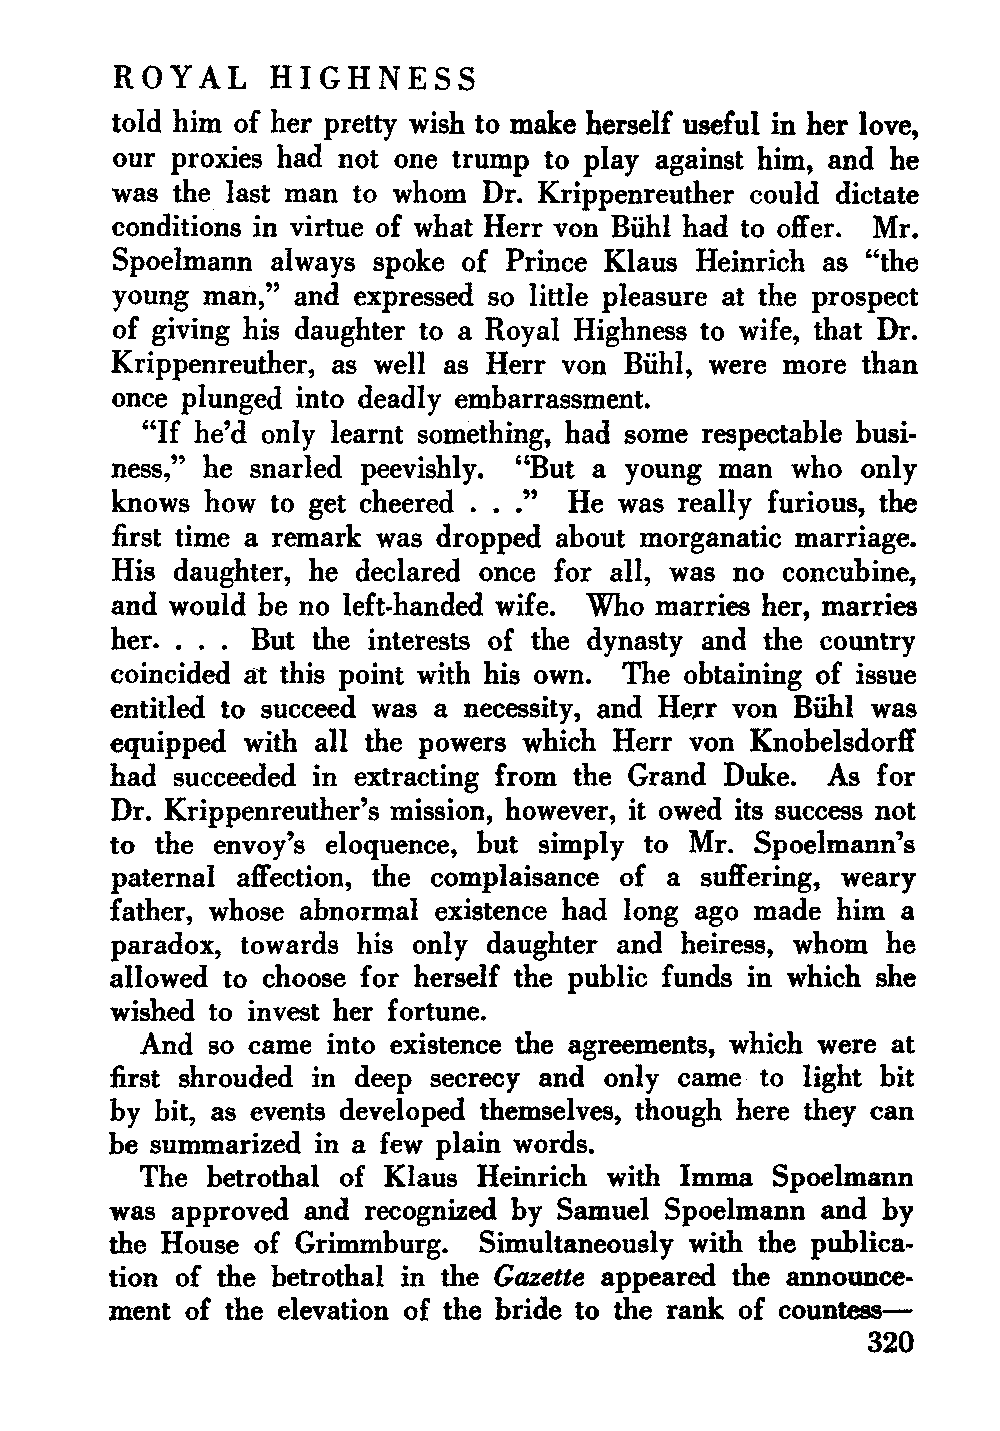 ROYAL HIGHNESS
told him of her pretty wish to make herself useful in her love,
our proxies had not one trump to play against him, and he
was the last man to whom Dr. Krippenreuther could dictate
conditions in virtue of what Herr von Bühl had to offer. Mr.
Spoelmann always spoke of Prince Klaus Heinrich as “the
young man,” and expressed so little pleasure at the prospect
of giving his daughter to a Royal Highness to wife, that Dr.
Krippenreuther, as well as Herr von Bühl, were more than
once plunged into deadly embarrassment.
“If he’d only learnt something, had some respectable busi-
ness,” he snarled peevishly. “But a young man who only
knows how to get cheered . . .” He was really furious, the
first time a remark was dropped about morganatic marriage.
His daughter, he declared once for all, was no concubine,
and would be no left-handed wife. Who marries her, marries
her. . . . But the interests of the dynasty and the country
coincided at this point with his own. The obtaining of issue
entitled to succeed was a necessity, and Herr von Bühl was
equipped with all the powers which Herr von Knobelsdorff
had succeeded in extracting from the Grand Duke. As for
Dr. Krippenreuther’s mission, however, it owed its success not
to the envoy’s eloquence, but simply to Mr. Spoelmann’s
paternal affection, the complaisance of a suffering, weary
father, whose abnormal existence had long ago made him a
paradox, towards his only daughter and heiress, whom he
allowed to choose for herself the public funds in which she
wished to invest her fortune.
And so came into existence the agreements, which were at
first shrouded in deep secrecy and only came to light bit
by bit, as events developed themselves, though here they can
be summarized in a few plain words.
The betrothal of Klaus Heinrich with Imma Spoelmann
was approved and recognized by Samuel Spoelmann and by
the House of Grimmburg. Simultaneously with the publica-
tion of the betrothal in the Gazette appeared the announce-
ment of the elevation of the bride to the rank of countess—
320